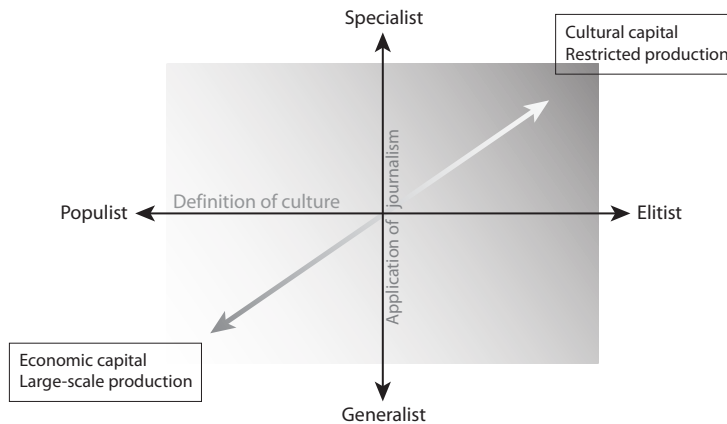 Specialist
Cultural capital
Restricted production
Application of journalism
Definition of culture
Populist
Elitist
Economic capital
Large-scale production
Generalist